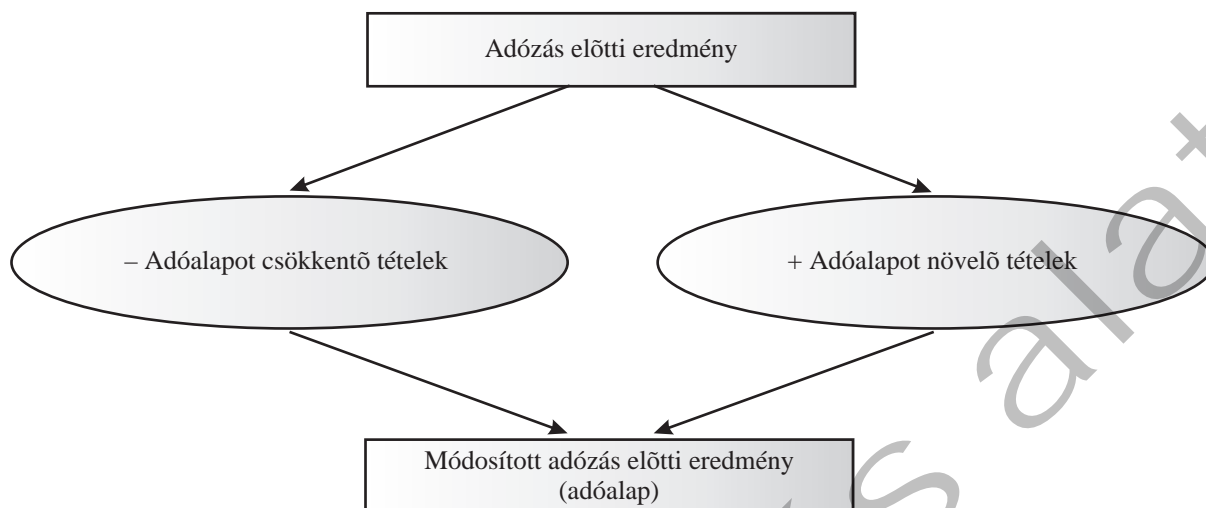 Adózás elõtti eredmény
– Adóalapot csökkentõ tételek
+ Adóalapot növelõ tételek
Módosított adózás elõtti eredmény
(adóalap)